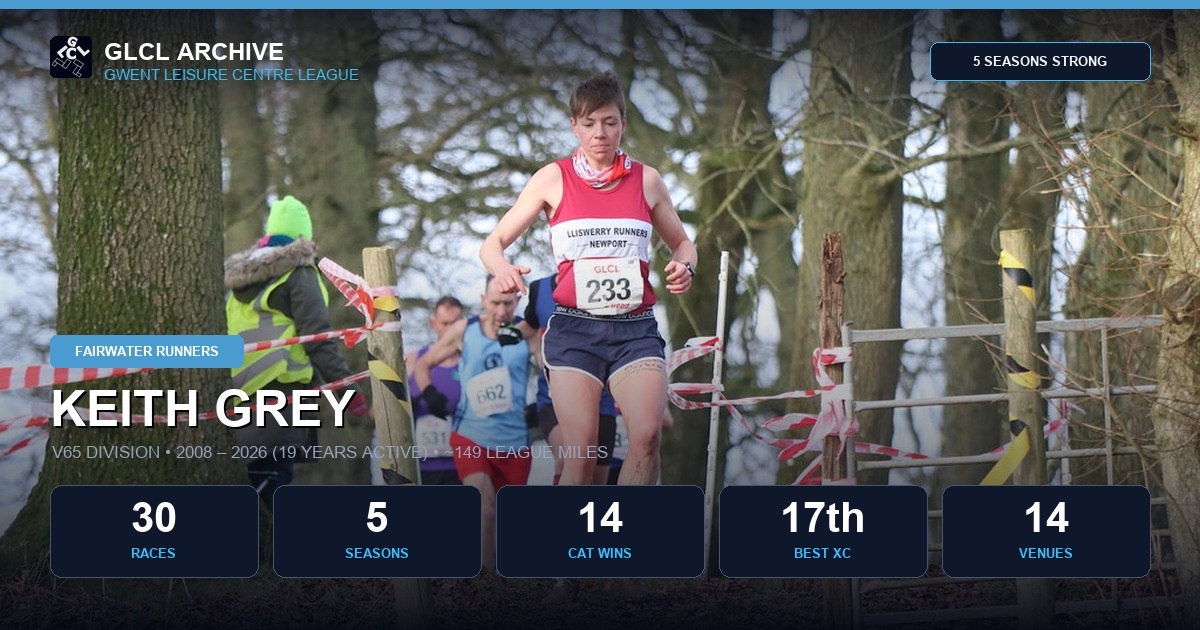 GLCL ARCHIVE
GWENT LEISURE CENTRE LEAGUE
5 SEASONS STRONG
LLISWERRY RUNNERS
NEWPORT
GLCL
233
662
531
FAIRWATER RUNNERS
KEITH GREY
V65 DIVISION • 2008 – 2026 (19 YEARS ACTIVE) • ~149 LEAGUE MILES
30
RACES
5
SEASONS
14
CAT WINS
17th
BEST XC
14
VENUES